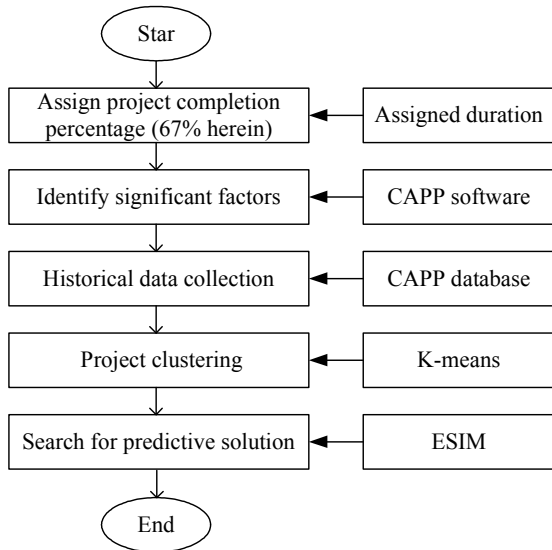 Star
Assign project completion
percentage (67% herein)
Assigned duration
Identify significant factors
CAPP software
Historical data collection
CAPP database
Project clustering
K-means
Search for predictive solution
ESIM
End